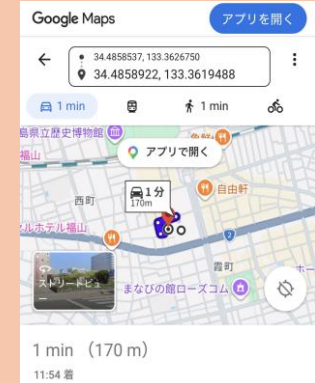 Google Maps
アプリを開く
34.4858537, 133.3626750
34.4858922, 133.3619488
1 min
1 min
島県立歴史博物館
福山
アプリで開く
1分
170m
自由軒
西町
ルホテル福山
2
霞町
ホー
ストリートビュ
ー
まなびの館ローズコム
1 min (170 m)
11:54 着